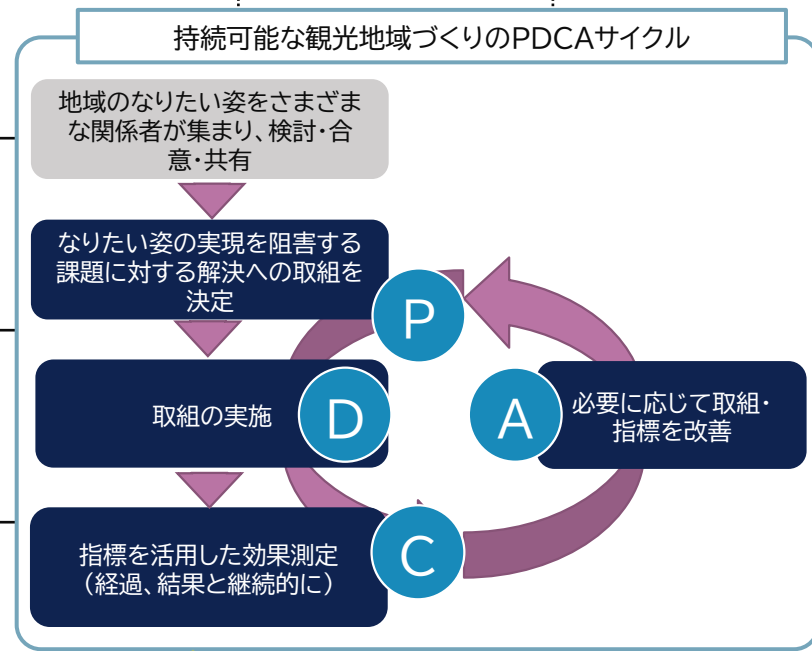 持続可能な観光地域づくりのPDCAサイクル
地域のなりたい姿をさまざま
な関係者が集まり、検討・合
意・共有
なりたい姿の実現を阻害する
課題に対する解決への取組を
決定
P
取組の実施
D
A
必要に応じて取組・
指標を改善
指標を活用した効果測定
（経過、結果と継続的に）
C